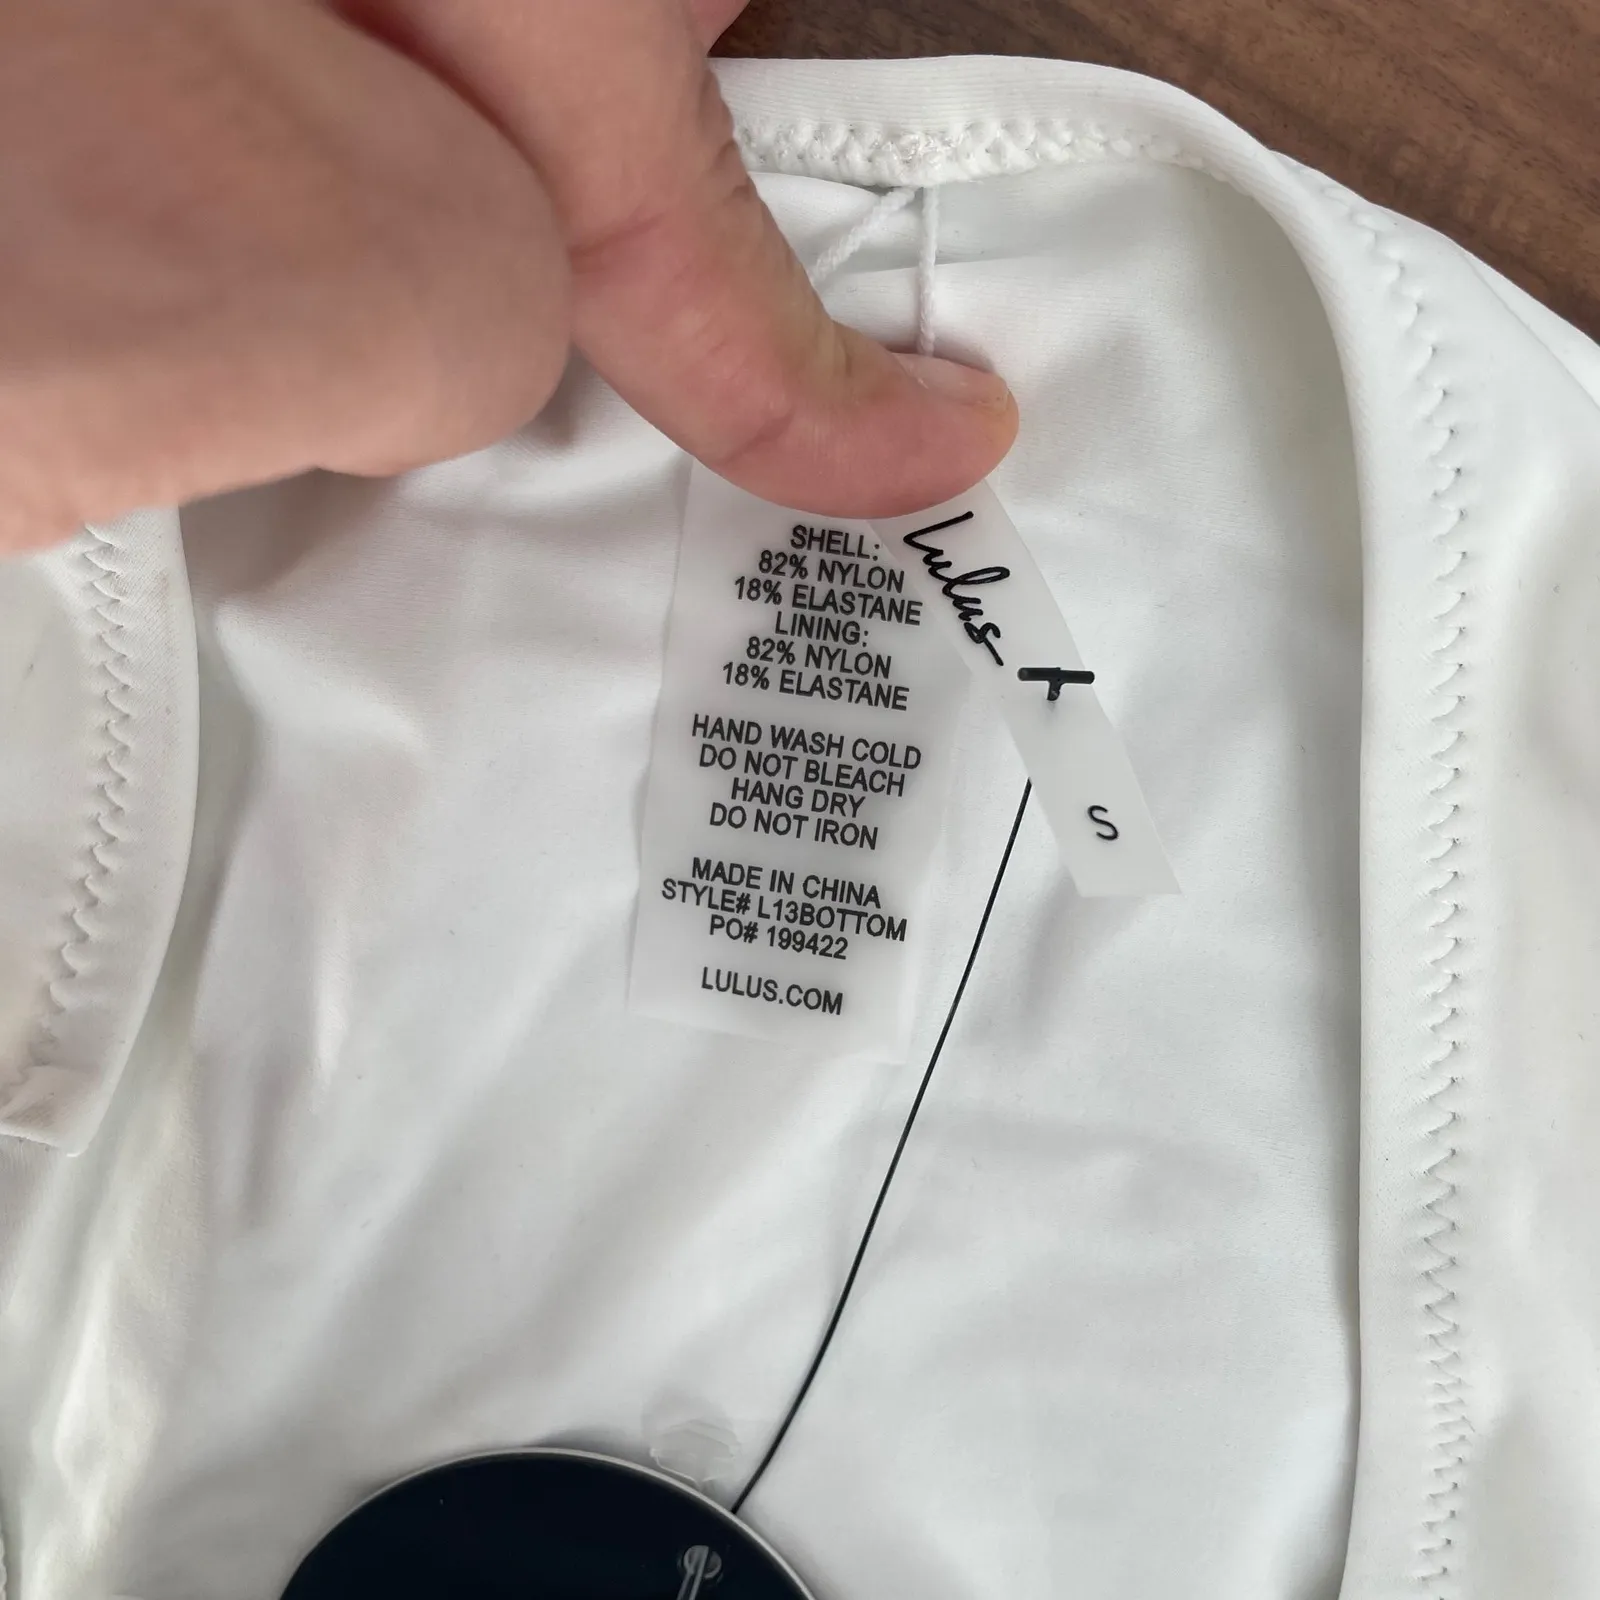 SHELL:
82% NYLON
18% ELASTANE
LINING:
82% NYLON
18% ELASTANE
HAND WASH COLD
DO NOT BLEACH
HANG DRY
DO NOT IRON
MADE IN CHINA
STYLE# L13BOTTOM
PO# 199422
LULUS.COM
Lulus
S